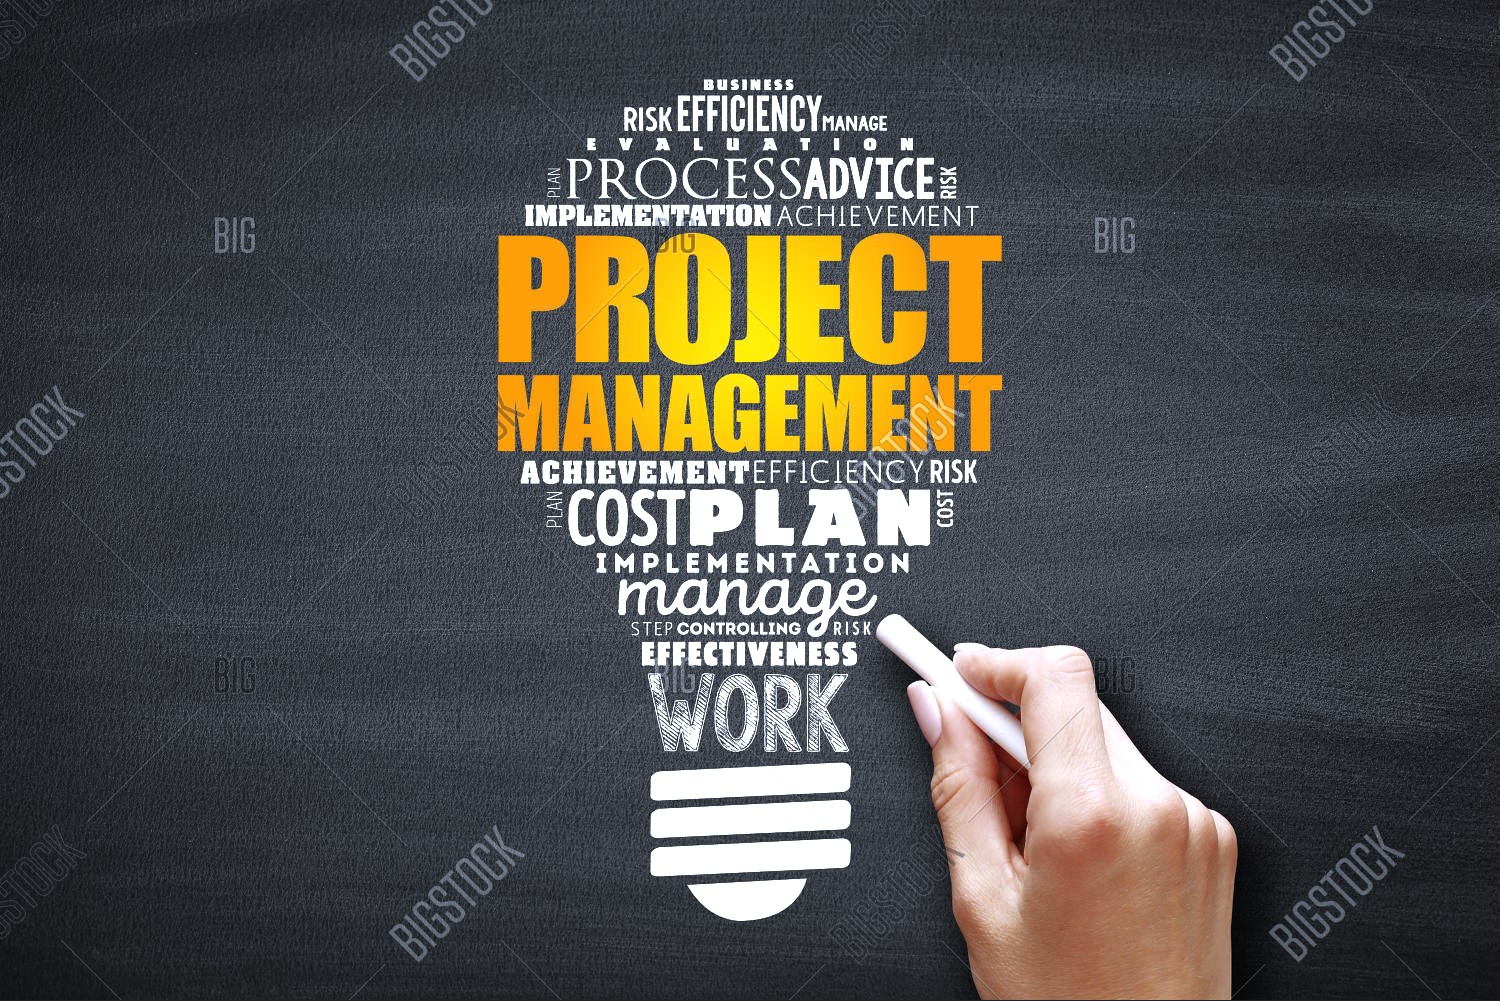 BUSINESS
RISK EFFICIENCY MANAGE
EVALUATION
PLAN PROCESS ADVICE RISK
IMPLEMENTATION ACHIEVEMENT
PROJECT
MANAGEMENT
ACHIEVEMENT EFFICIENCY RISK
PLAN COST PLAN COST
IMPLEMENTATION
manage
STEP CONTROLLING RISK
EFFECTIVENESS
WORK
BIGSTOCK
BIGSTOCK
BIG
BIG
BIG
BIGSTOCK
BIGSTOCK
BIGSTOCK
BIG
BIG
BIG
BIGSTOCK
BIGSTOCK
BIGSTOCK
BIGSTOCK